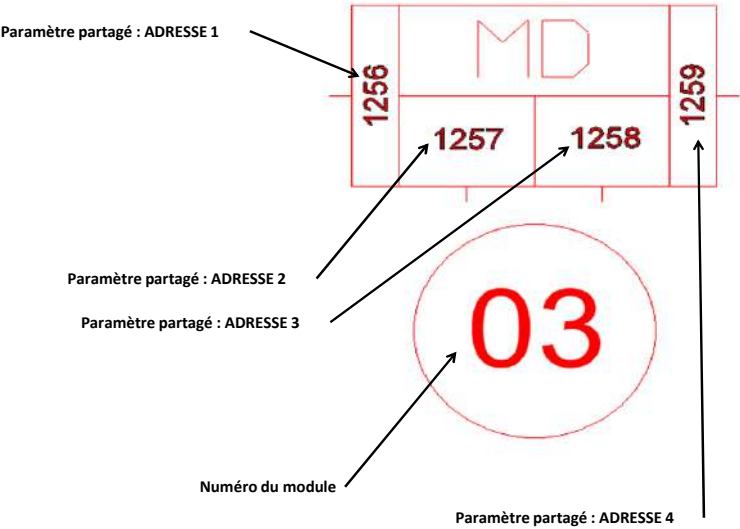 Paramètre partagé : ADRESSE 1
MD
1256
1259
1257
1258
Paramètre partagé : ADRESSE 2
Paramètre partagé : ADRESSE 3
03
Numéro du module
Paramètre partagé : ADRESSE 4